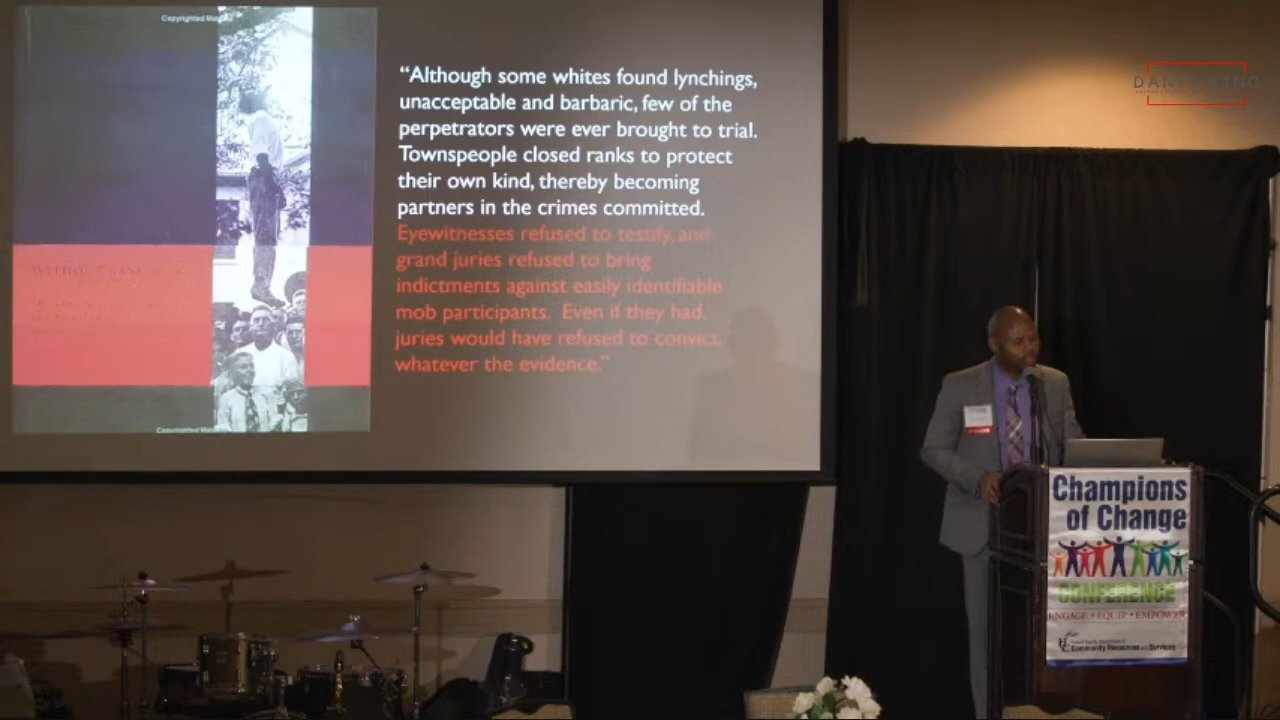 Copyrighted Mat
“Although some whites found lynchings,
unacceptable and barbaric, few of the
perpetrators were ever brought to trial.
Townspeople closed ranks to protect
their own kind, thereby becoming
partners in the crimes committed.
Eyewitnesses refused to testify, and
grand juries refused to bring
indictments against easily identifiable
mob participants. Even if they had,
juries would have refused to convict,
whatever the evidence.”
Copyrighted Mat
Champions
of Change
CONFERENCE
ENGAGE • EQUIP • EMPOWER
Community Resources and Services